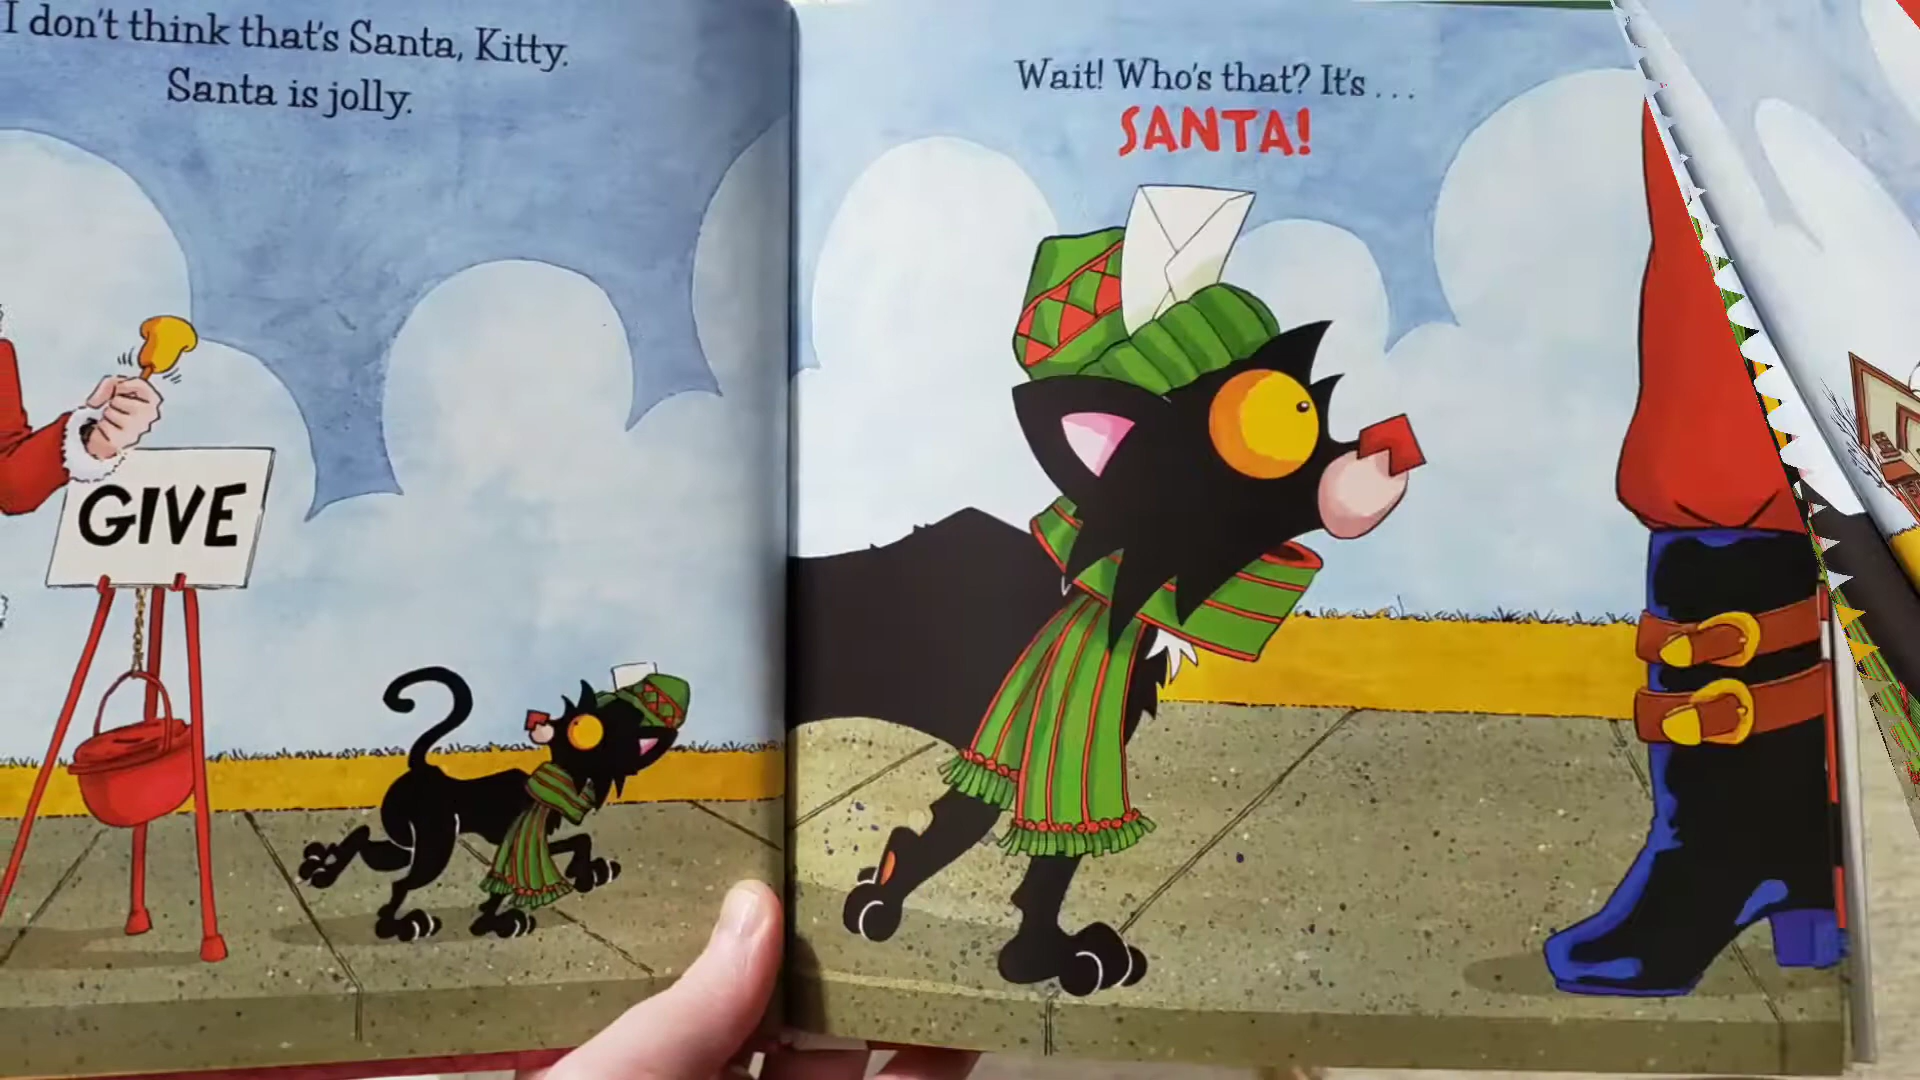 I don't think that's Santa, Kitty.
Santa is jolly.
GIVE
Wait! Who's that? It's . . .
SANTA!